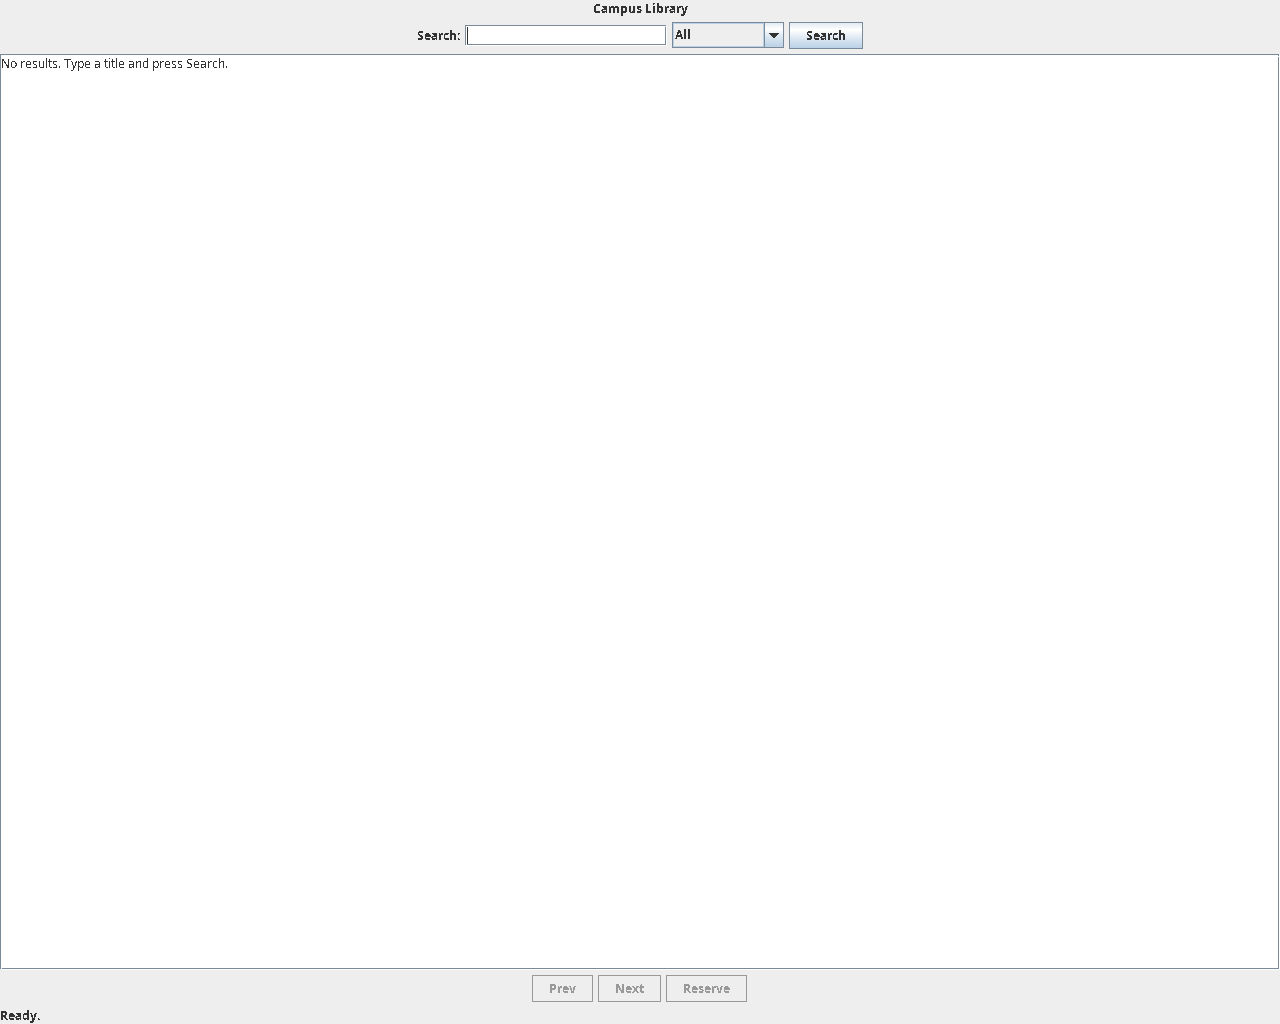 Campus Library
Search: All Search
No results. Type a title and press Search.
Prev Next Reserve
Ready.